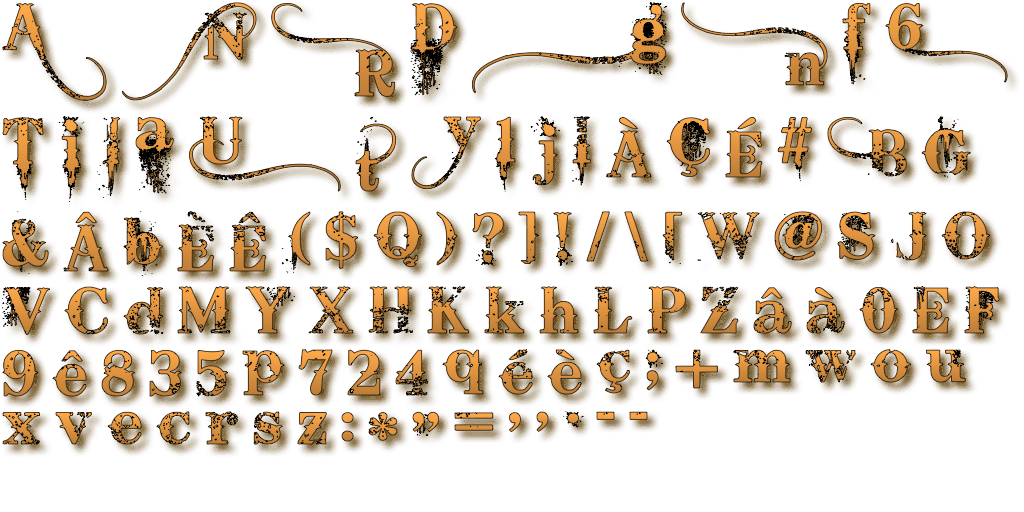 A N R D g n f 6
T i l a U t y l j i À Ç É # B G
& Â b È Ê ( $ Q ) ? ] ! / \ [ W @ S J O
V C d M Y X H K k h L P Z â à 0 E F
9 ê 8 3 5 p 7 2 4 q é è ç ; + m w o u
x v e c r s z : * " = ' , . - -